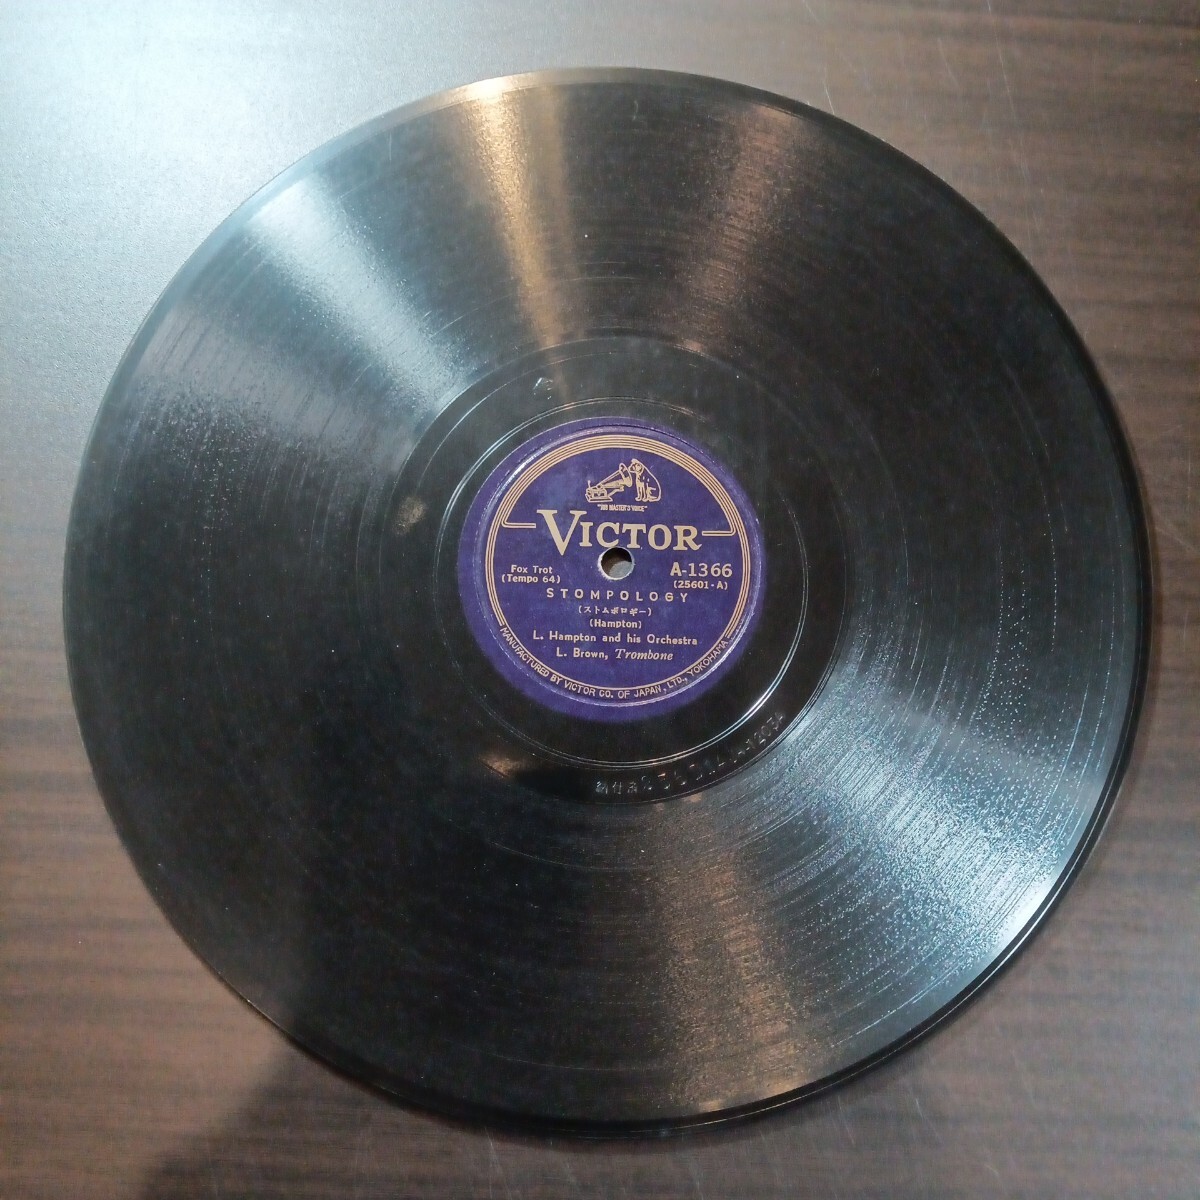 "HIS MASTER'S VOICE"
VICTOR
Fox Trot
(Tempo 64)
A-1366
(25601-A)
STOMPOLOGY
(ストムポロギー)
(Hampton)
L. Hampton and his Orchestra
L. Brown, Trombone
MANUFACTURED BY VICTOR CO. OF JAPAN, LTD., YOKOHAMA